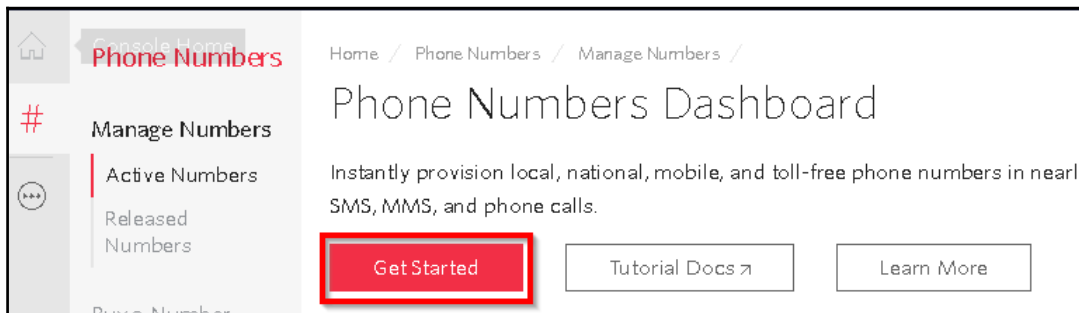 Console Home
Phone Numbers
#
Manage Numbers
Active Numbers
Released
Numbers
Buy a Number
Home / Phone Numbers / Manage Numbers /
Phone Numbers Dashboard
Instantly provision local, national, mobile, and toll-free phone numbers in nearl
SMS, MMS, and phone calls.
Get Started
Tutorial Docs ↗
Learn More